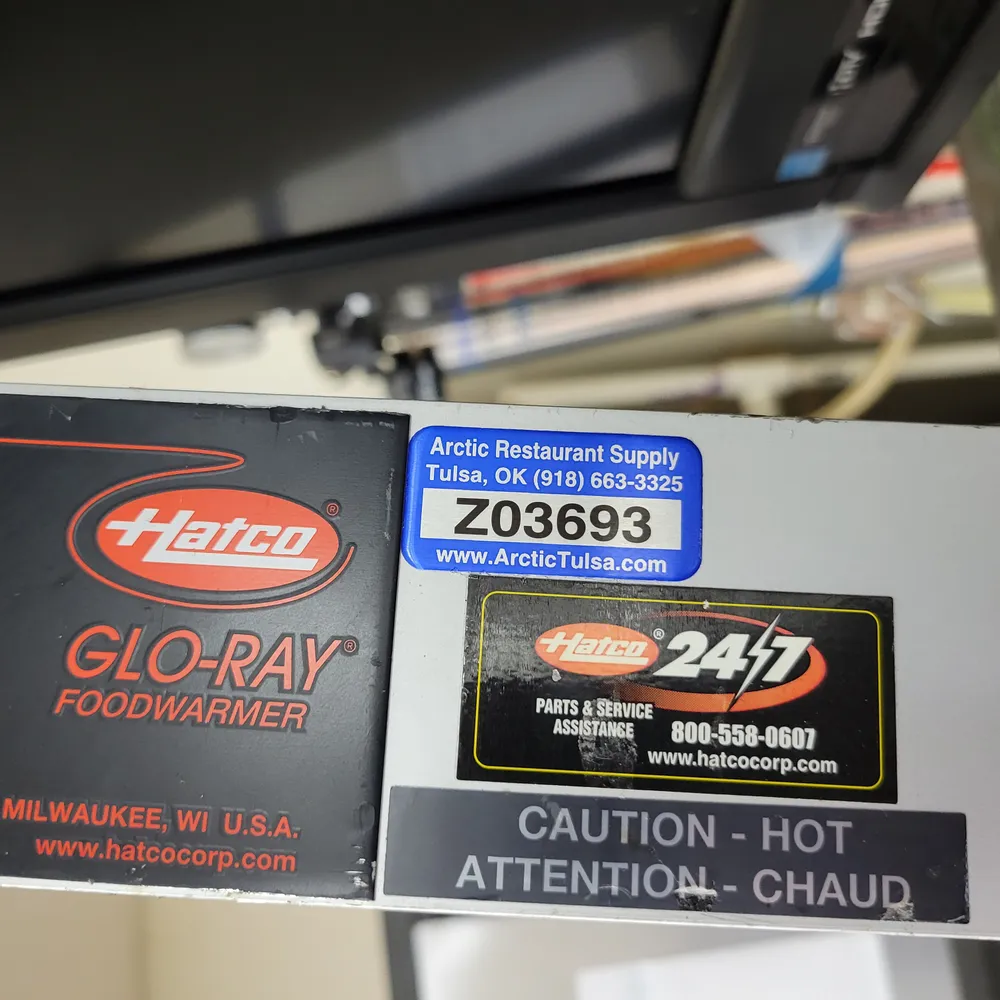 Hatco®
GLO-RAY®
FOODWARMER
MILWAUKEE, WI U.S.A.
www.hatcocorp.com
Arctic Restaurant Supply
Tulsa, OK (918) 663-3325
Z03693
www.ArcticTulsa.com
Hatco® 24/7
PARTS & SERVICE
ASSISTANCE
800-558-0607
www.hatcocorp.com
CAUTION - HOT
ATTENTION - CHAUD